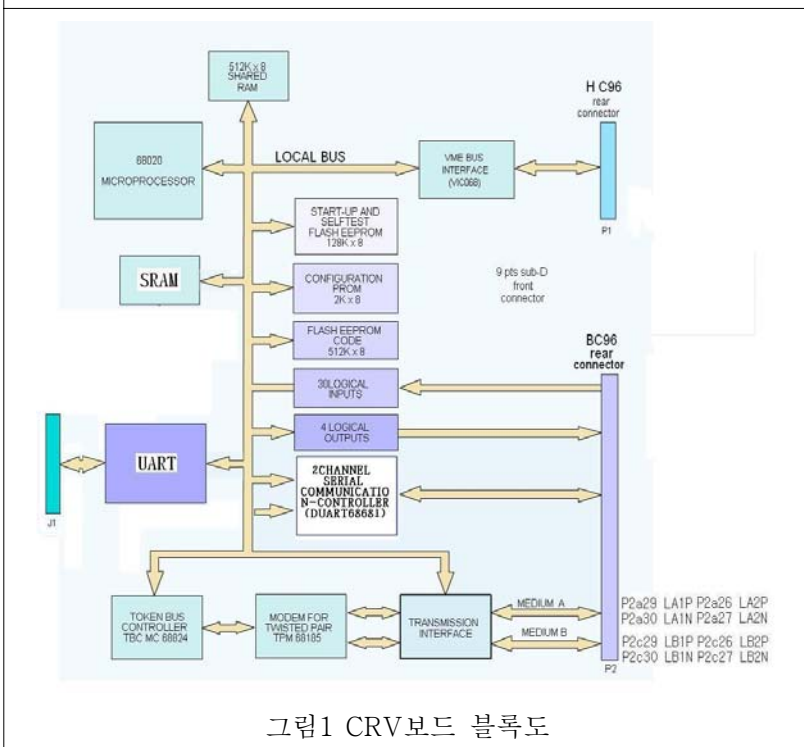 512K x 8
SHARED
RAM
H C96
rear
connector
68020
MICROPROCESSOR
LOCAL BUS
VME BUS
INTERFACE
(VIC068)
P1
START-UP AND
SELFTEST
FLASH EEPROM
128K x 8
SRAM
CONFIGURATION
PROM
2K x 8
9 pts sub-D
front
connector
FLASH EEPROM
CODE
512K x 8
BC96
rear
connector
30LOGICAL
INPUTS
4 LOGICAL
OUTPUTS
UART
2CHANNEL
SERIAL
COMMUNICATIO
N-CONTROLLER
(DUART68681)
J1
TOKEN BUS
CONTROLLER
TBC MC 68824
MODEM FOR
TWISTED PAIR
TPM 68185
TRANSMISSION
INTERFACE
MEDIUM A
MEDIUM B
P2a29 LA1P P2a26 LA2P
P2a30 LA1N P2a27 LA2N
P2c29 LB1P P2c26 LB2P
P2c30 LB1N P2c27 LB2N
P2
그림1 CRV보드 블록도